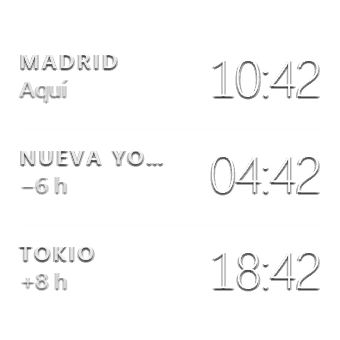 MADRID
Aquí
10:42
NUEVA YO…
−6 h
04:42
TOKIO
+8 h
18:42